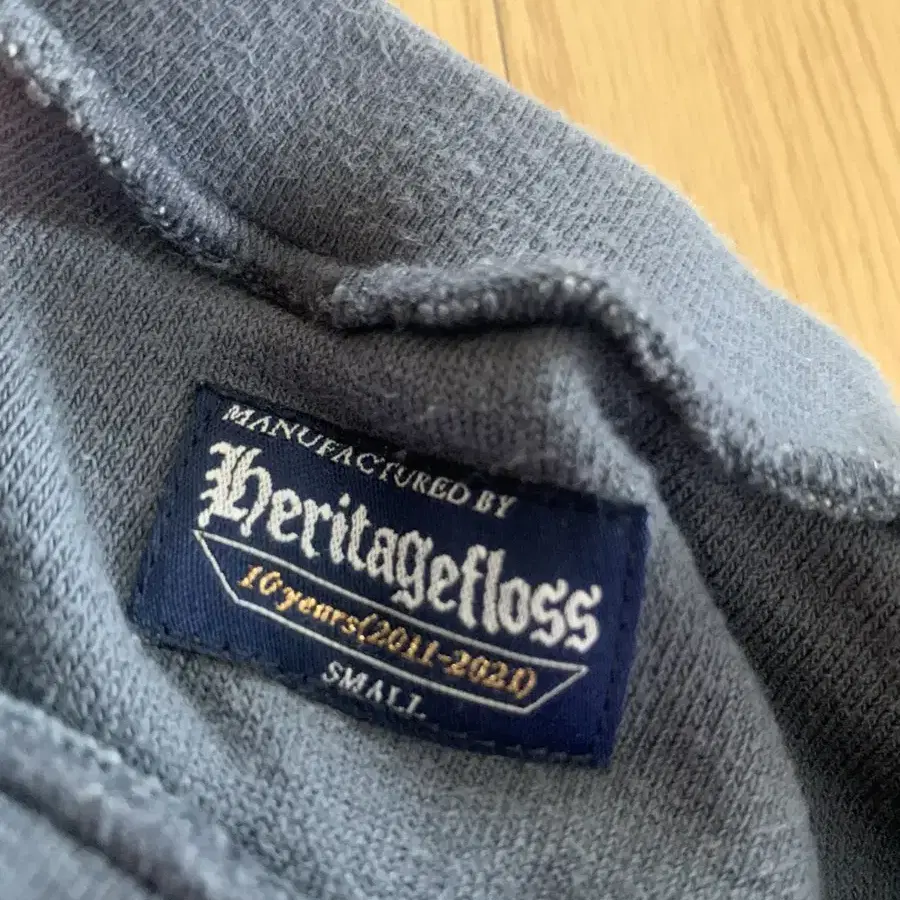 MANUFACTURED BY
Heritagefloss
10 years(2011-2021)
SMALL